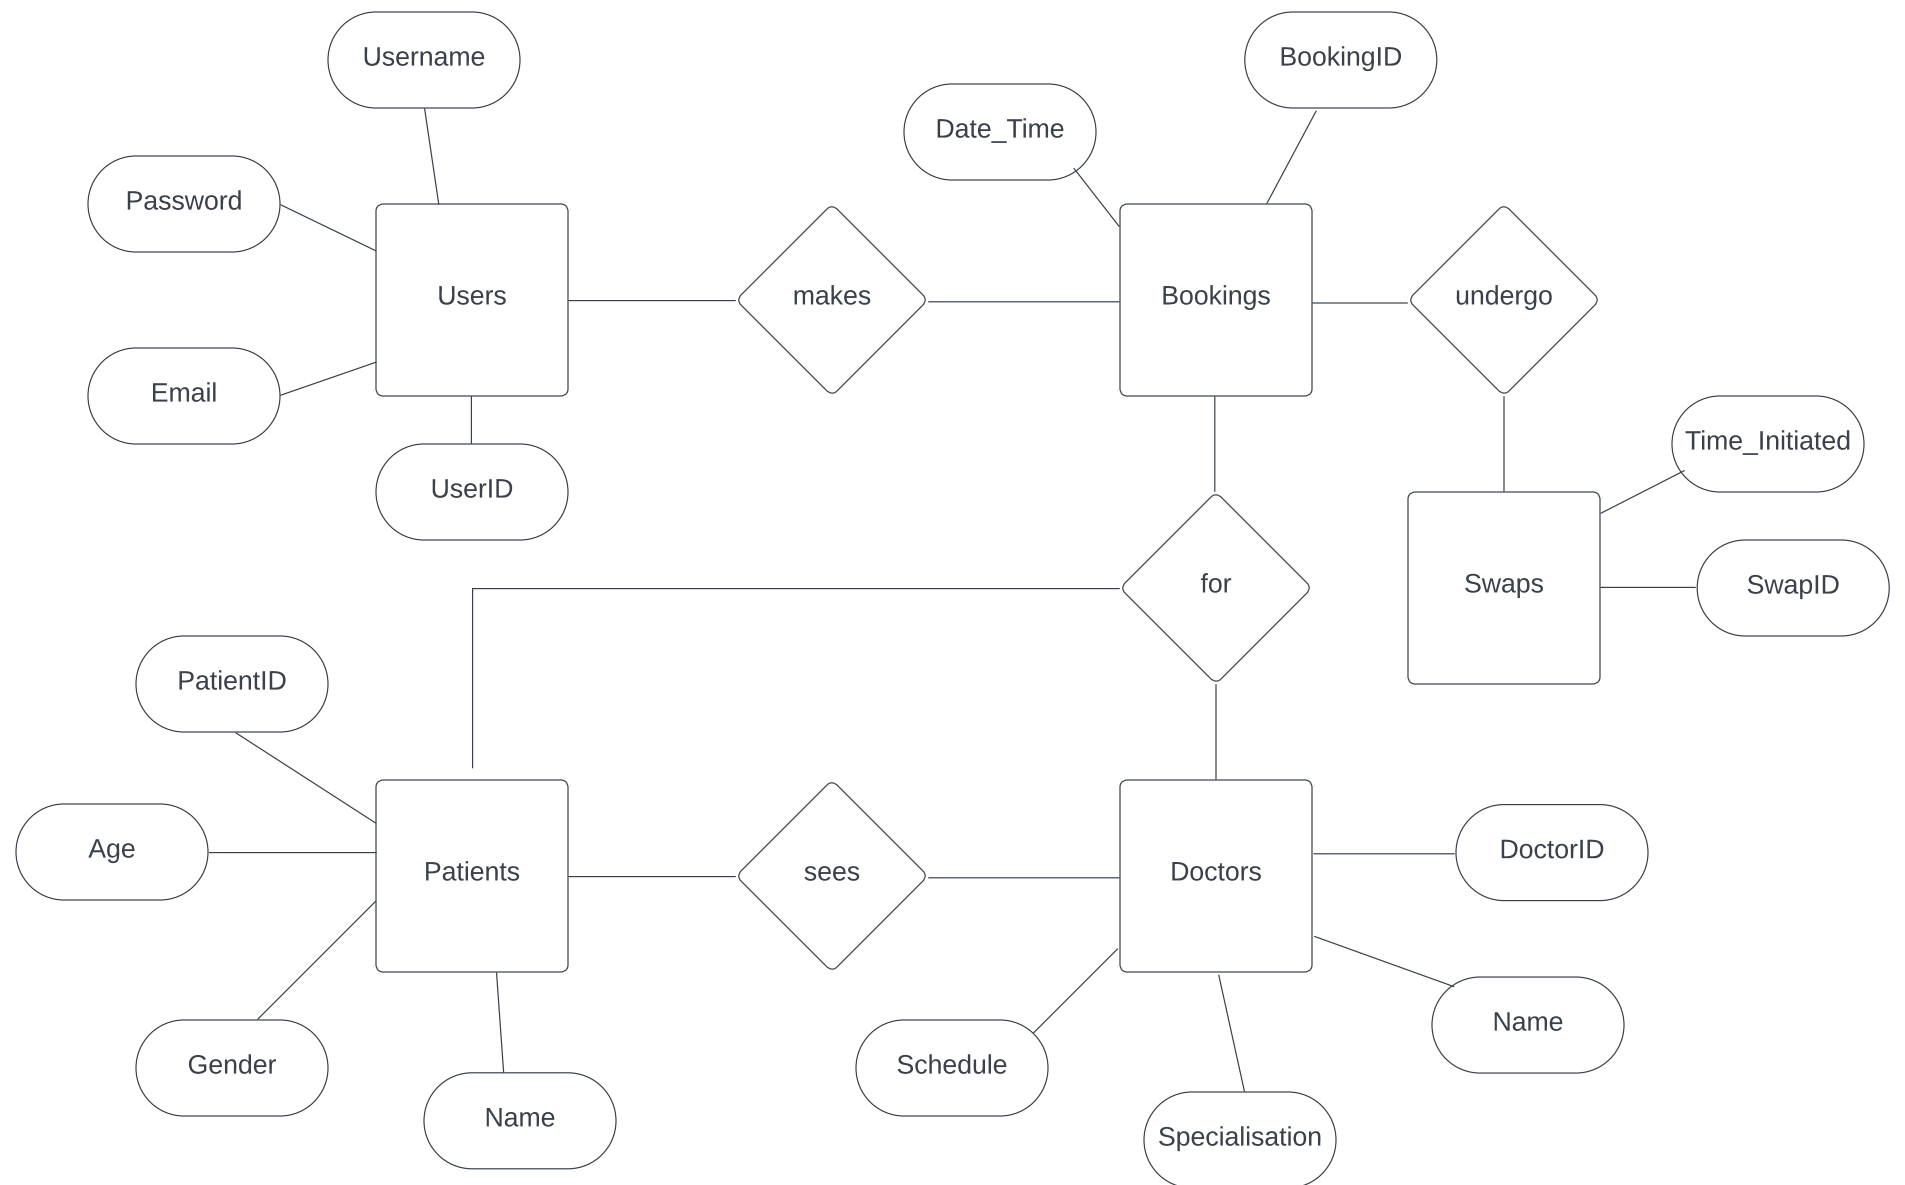 Username
BookingID
Date_Time
Password
Users
makes
Bookings
undergo
Email
Time_Initiated
UserID
for
Swaps
SwapID
PatientID
Age
DoctorID
Patients
sees
Doctors
Name
Gender
Schedule
Name
Specialisation